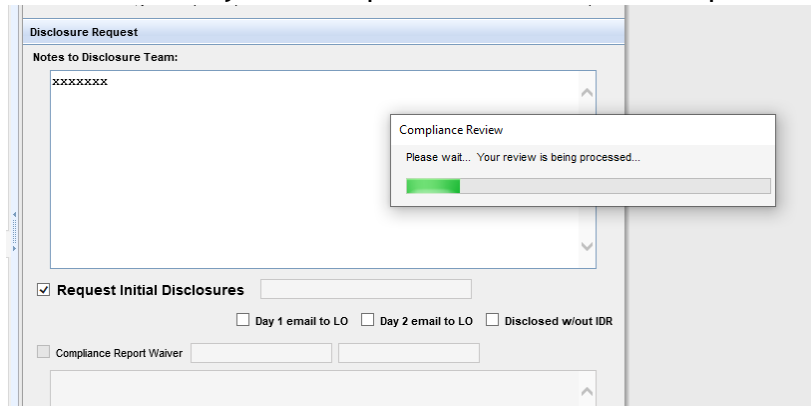 Disclosure Request
Notes to Disclosure Team:
xxxxxxx
Compliance Review
Please wait... Your review is being processed...
Request Initial Disclosures
Day 1 email to LO Day 2 email to LO Disclosed w/out IDR
Compliance Report Waiver